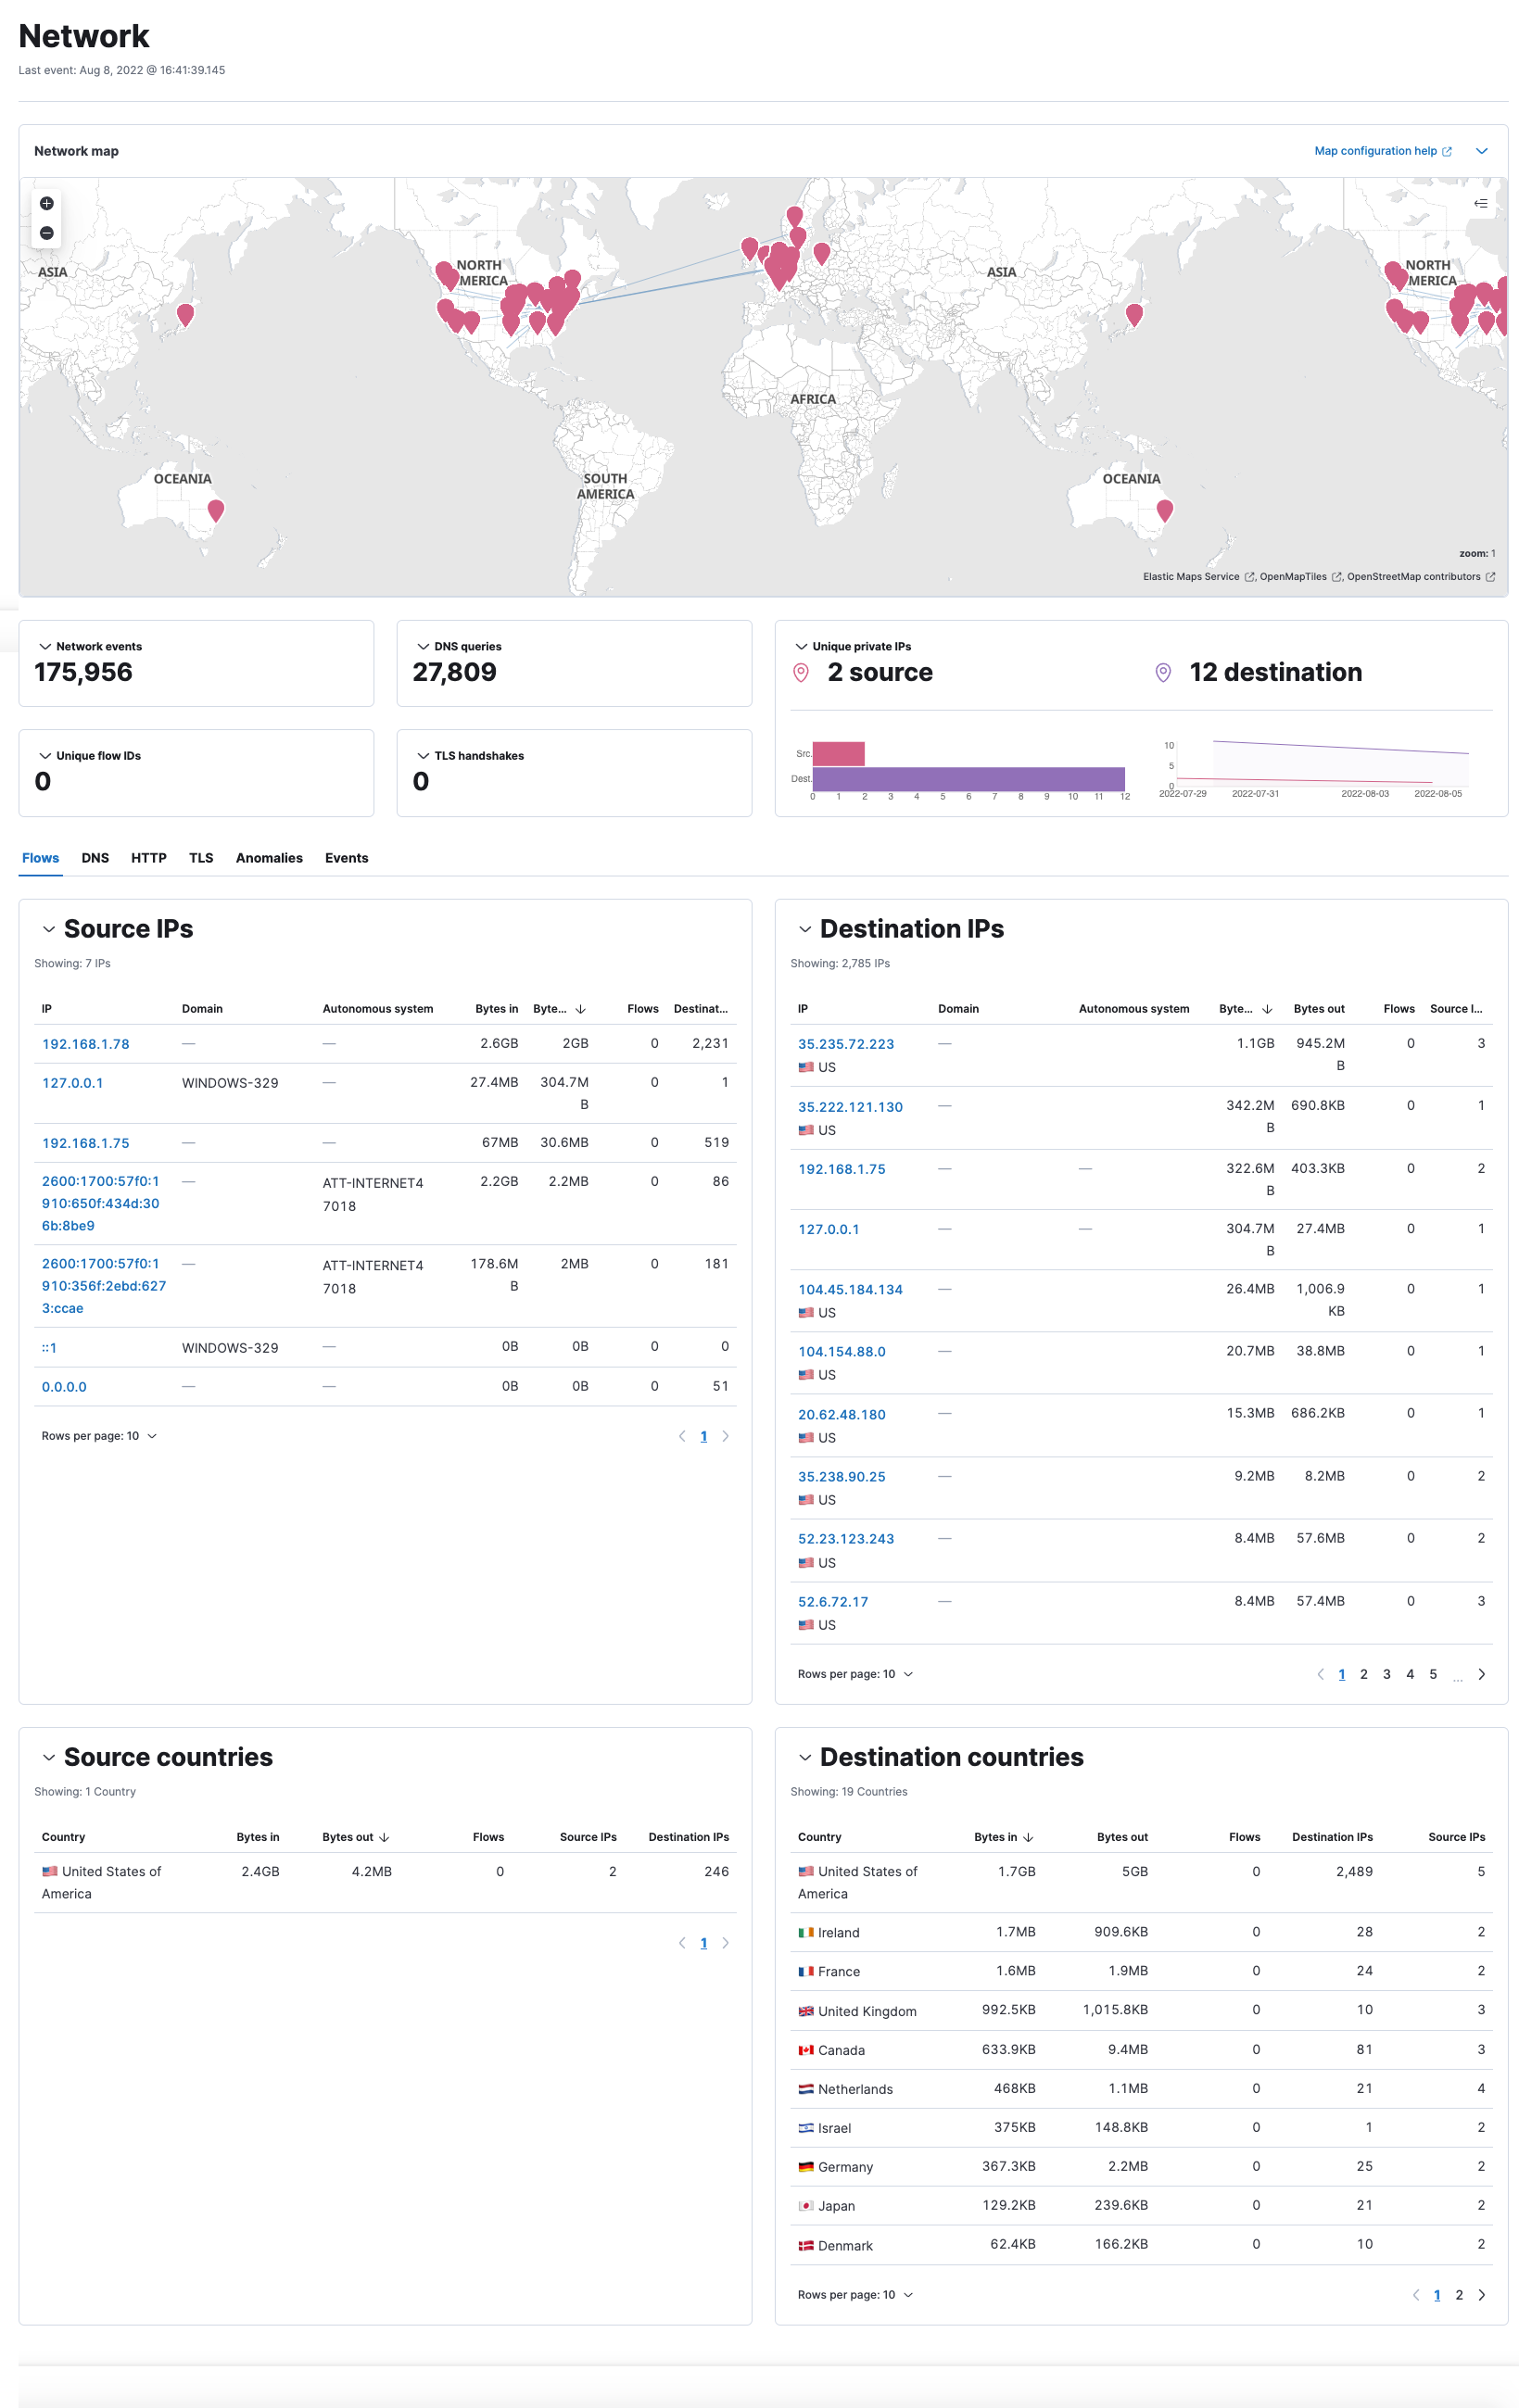 Network
Last event: Aug 8, 2022 @ 16:41:39.145
Network map
Map configuration help
ASIA
NORTH
MERICA
ASIA
NORTH
MERICA
AFRICA
OCEANIA
SOUTH
AMERICA
OCEANIA
zoom: 1
Elastic Maps Service , OpenMapTiles , OpenStreetMap contributors
Network events
175,956
DNS queries
27,809
Unique private IPs
2 source
12 destination
Unique flow IDs
0
TLS handshakes
0
Src.
Dest.
0 1 2 3 4 5 6 7 8 9 10 11 12
10
5
0
2022-07-29 2022-07-31 2022-08-03 2022-08-05
Flows DNS HTTP TLS Anomalies Events
Source IPs
Showing: 7 IPs
IP Domain Autonomous system Bytes in Byte... Flows Destinat...
192.168.1.78 — — 2.6GB 2GB 0 2,231
127.0.0.1 WINDOWS-329 — 27.4MB 304.7M 0 1
B
192.168.1.75 — — 67MB 30.6MB 0 519
2600:1700:57f0:1 — ATT-INTERNET4 2.2GB 2.2MB 0 86
910:650f:434d:30 7018
6b:8be9
2600:1700:57f0:1 — ATT-INTERNET4 178.6M 2MB 0 181
910:356f:2ebd:627 7018 B
3:ccae
::1 WINDOWS-329 — 0B 0B 0 0
0.0.0.0 — — 0B 0B 0 51
Rows per page: 10
1
Destination IPs
Showing: 2,785 IPs
IP Domain Autonomous system Byte... Bytes out Flows Source I...
35.235.72.223 — 1.1GB 945.2M 0 3
US B
35.222.121.130 — 342.2M 690.8KB 0 1
US B
192.168.1.75 — — 322.6M 403.3KB 0 2
B
127.0.0.1 — — 304.7M 27.4MB 0 1
B
104.45.184.134 — 26.4MB 1,006.9 0 1
US KB
104.154.88.0 — 20.7MB 38.8MB 0 1
US
20.62.48.180 — 15.3MB 686.2KB 0 1
US
35.238.90.25 — 9.2MB 8.2MB 0 2
US
52.23.123.243 — 8.4MB 57.6MB 0 2
US
52.6.72.17 — 8.4MB 57.4MB 0 3
US
Rows per page: 10
1 2 3 4 5 ...
Source countries
Showing: 1 Country
Country Bytes in Bytes out Flows Source IPs Destination IPs
United States of 2.4GB 4.2MB 0 2 246
America
1
Destination countries
Showing: 19 Countries
Country Bytes in Bytes out Flows Destination IPs Source IPs
United States of 1.7GB 5GB 0 2,489 5
America
Ireland 1.7MB 909.6KB 0 28 2
France 1.6MB 1.9MB 0 24 2
United Kingdom 992.5KB 1,015.8KB 0 10 3
Canada 633.9KB 9.4MB 0 81 3
Netherlands 468KB 1.1MB 0 21 4
Israel 375KB 148.8KB 0 1 2
Germany 367.3KB 2.2MB 0 25 2
Japan 129.2KB 239.6KB 0 21 2
Denmark 62.4KB 166.2KB 0 10 2
Rows per page: 10
1 2